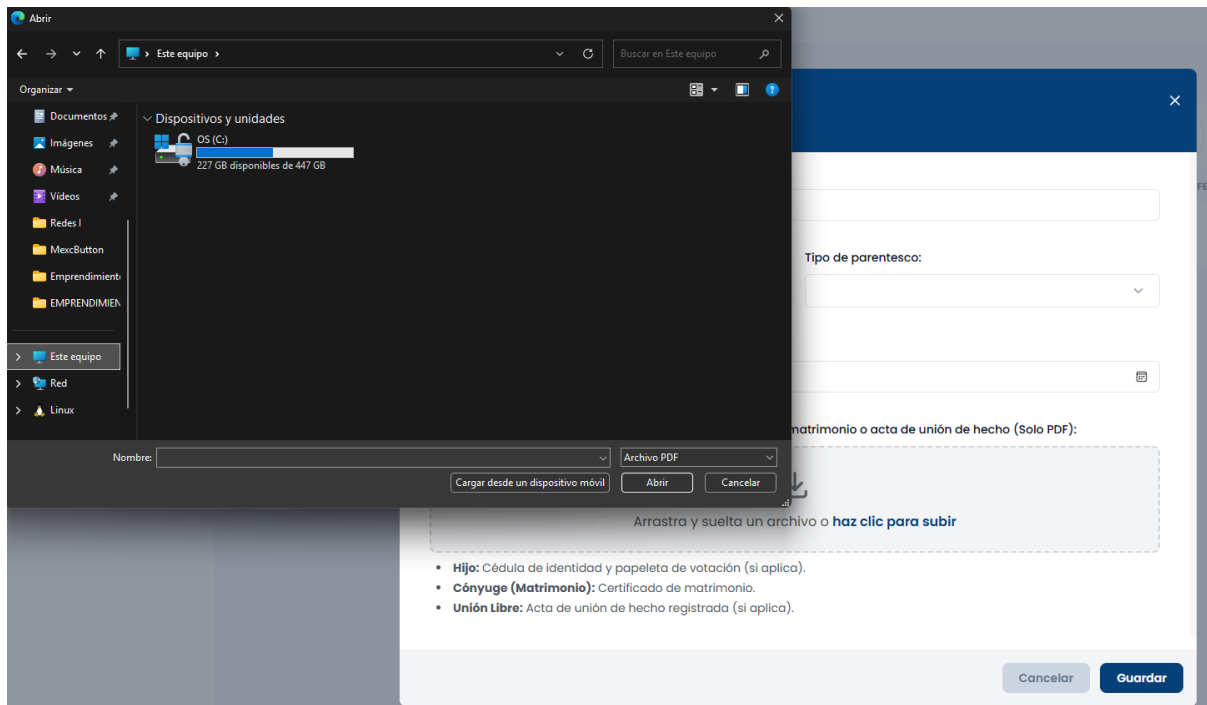 Abrir
Este equipo
Buscar en Este equipo
Organizar
Documentos
Imágenes
Música
Vídeos
Redes I
MexcButton
Emprendimient
EMPRENDIMIEN
Este equipo
Red
Linux
Dispositivos y unidades
OS (C:)
227 GB disponibles de 447 GB
Nombre:
Archivo PDF
Cargar desde un dispositivo móvil
Abrir
Cancelar
FE
Tipo de parentesco:
matrimonio o acta de unión de hecho (Solo PDF):
Arrastra y suelta un archivo o haz clic para subir
• Hijo: Cédula de identidad y papeleta de votación (si aplica).
• Cónyuge (Matrimonio): Certificado de matrimonio.
• Unión Libre: Acta de unión de hecho registrada (si aplica).
Cancelar
Guardar